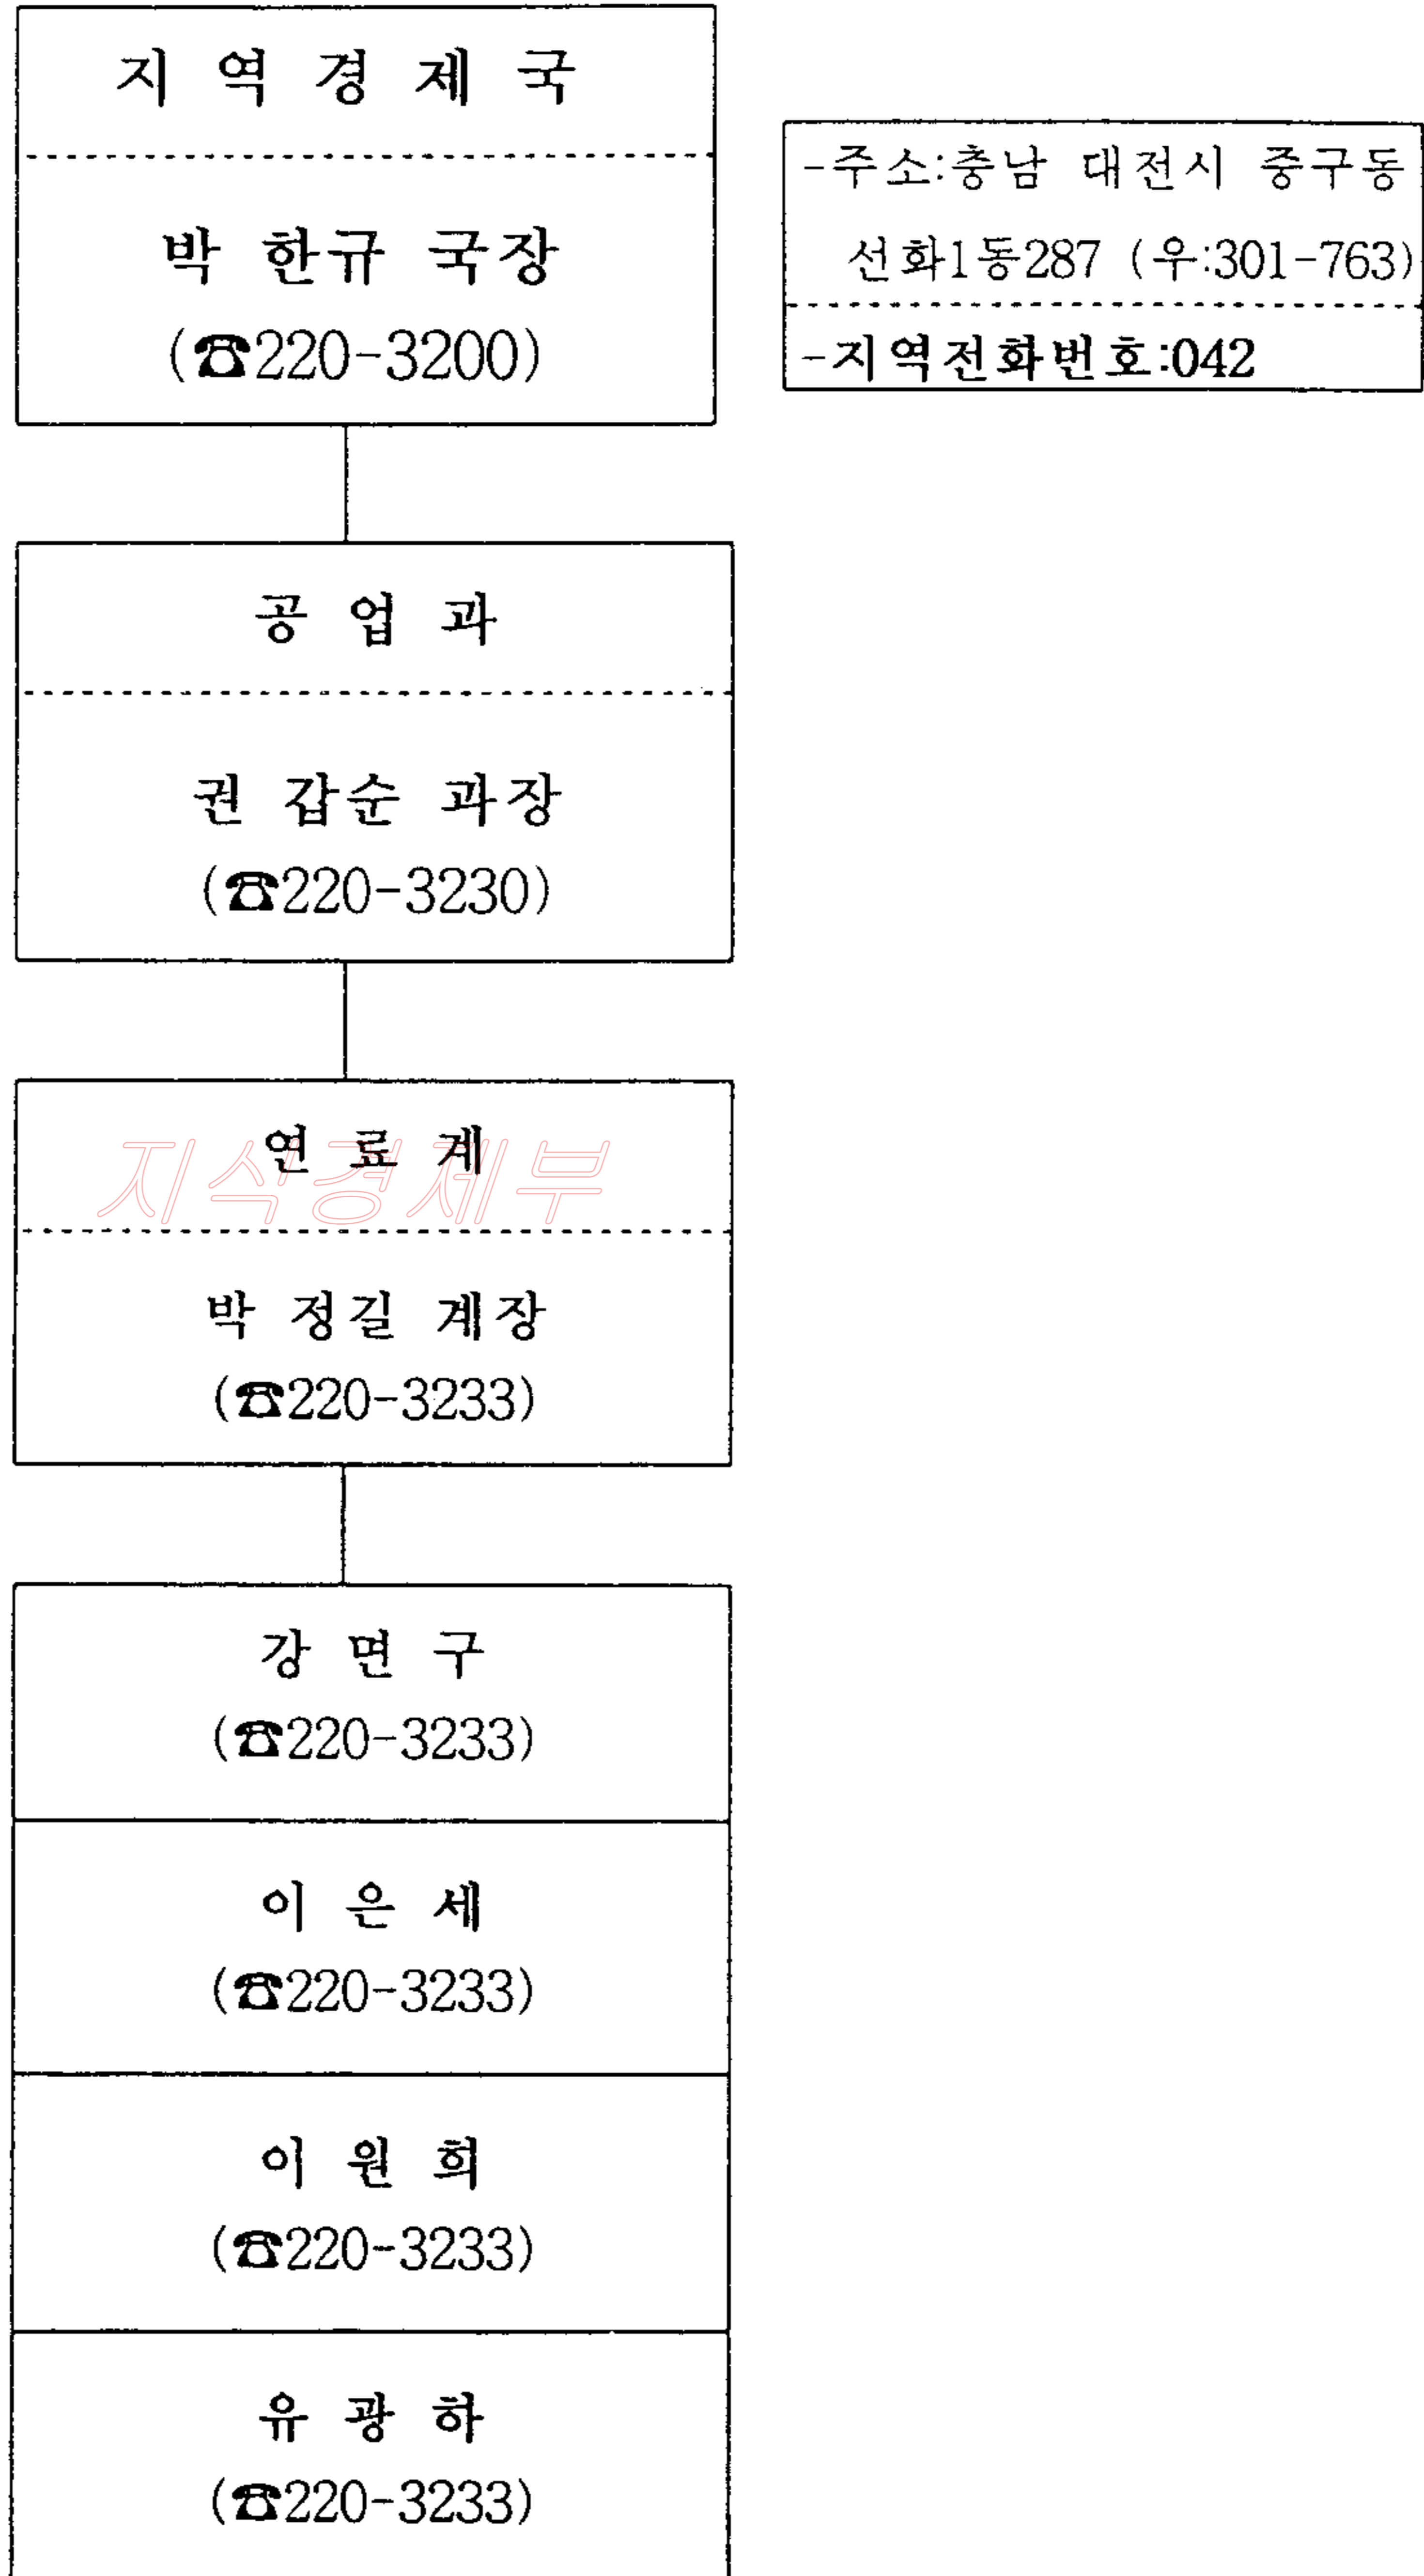 지 역 경 제 국
박 한규 국장
(☎220-3200)
-주소:충남 대전시 중구동
선화1동287 (우:301-763)
-지역전화번호:042
공 업 과
권 갑순 과장
(☎220-3230)
연 료 계
지식경제부
박 정길 계장
(☎220-3233)
강 면 구
(☎220-3233)
이 은 세
(☎220-3233)
이 원 희
(☎220-3233)
유 광 하
(☎220-3233)